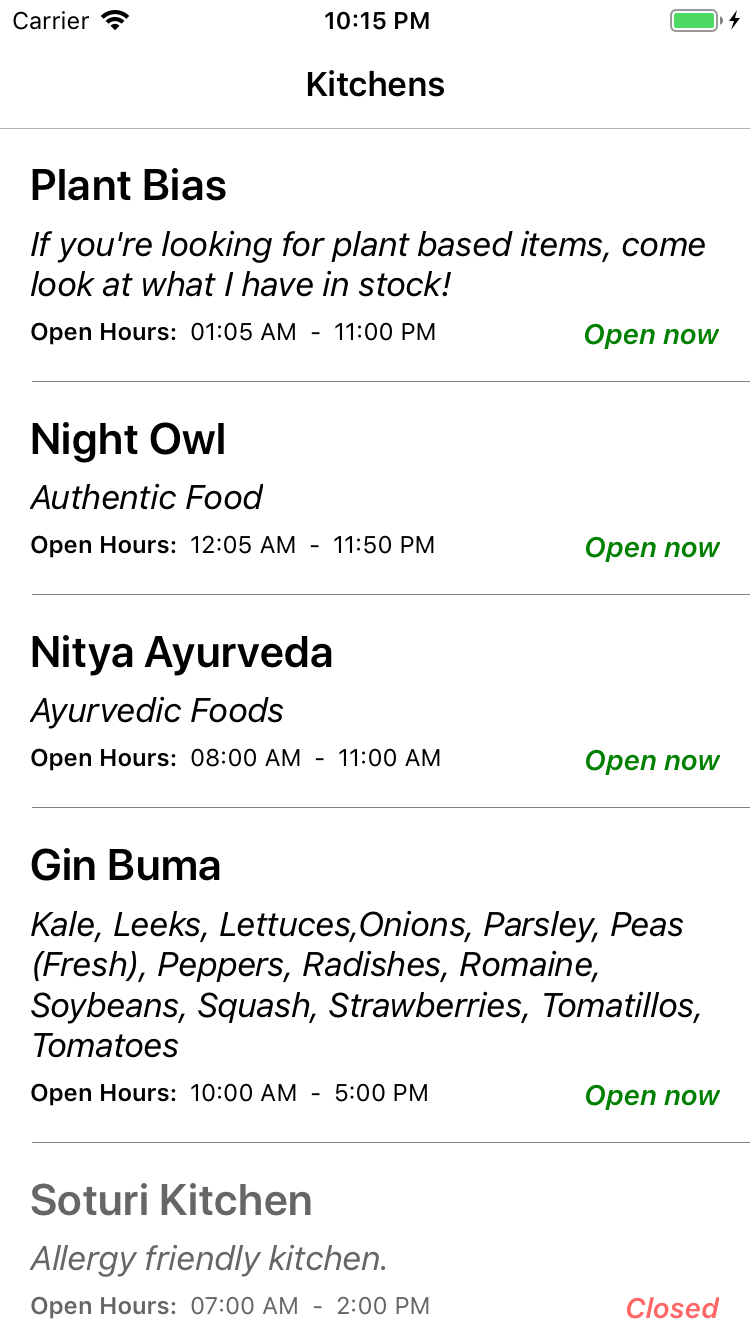 Carrier 10:15 PM
Kitchens
Plant Bias
If you're looking for plant based items, come
look at what I have in stock!
Open Hours: 01:05 AM - 11:00 PM Open now
Night Owl
Authentic Food
Open Hours: 12:05 AM - 11:50 PM Open now
Nitya Ayurveda
Ayurvedic Foods
Open Hours: 08:00 AM - 11:00 AM Open now
Gin Buma
Kale, Leeks, Lettuces,Onions, Parsley, Peas
(Fresh), Peppers, Radishes, Romaine,
Soybeans, Squash, Strawberries, Tomatillos,
Tomatoes
Open Hours: 10:00 AM - 5:00 PM Open now
Soturi Kitchen
Allergy friendly kitchen.
Open Hours: 07:00 AM - 2:00 PM Closed